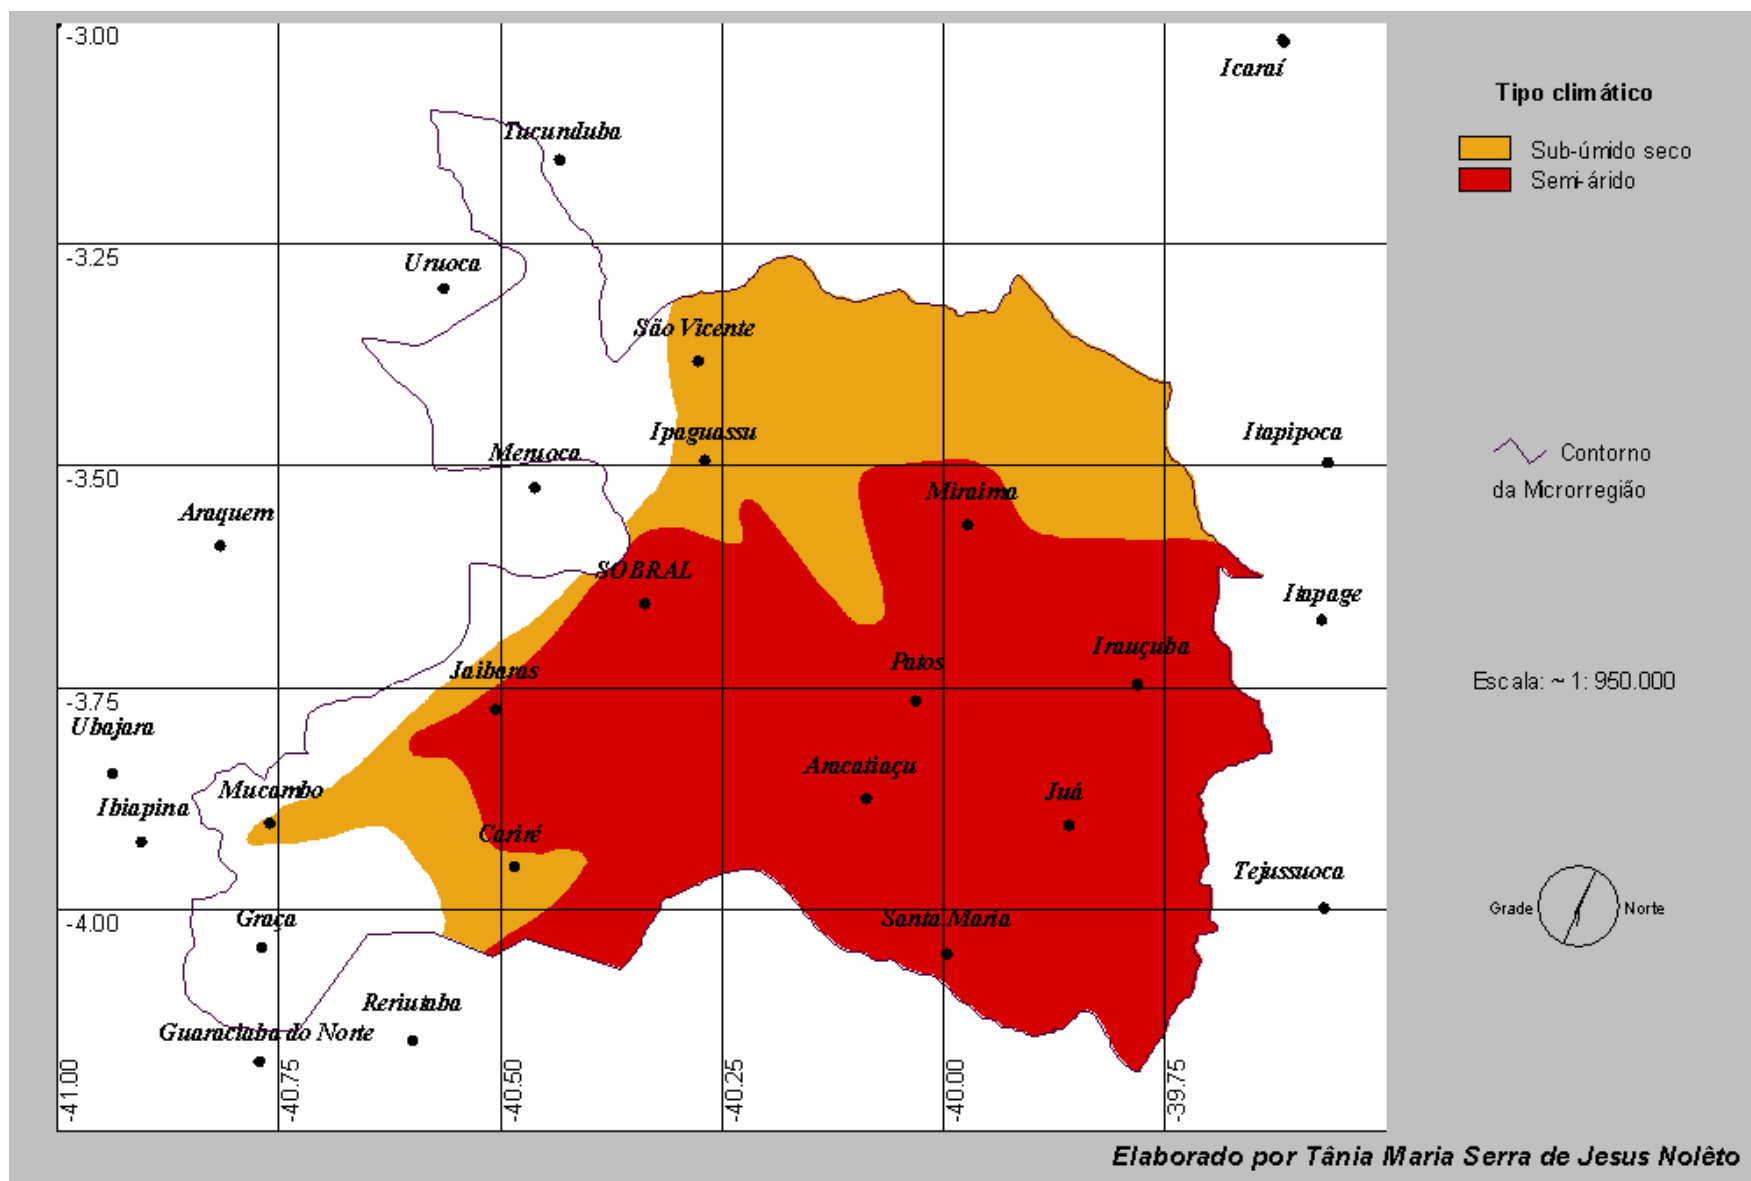 -3.00
Icaraí
Tipo climático
Tucunduba
Sub-úmido seco
Semi-árido
-3.25
Uruoca
São Vicente
Ipaguassu
Itapipoca
Meruoca
Contorno
da Microrregião
-3.50
Miraima
Araquem
SOBRAL
Itapage
Irauçuba
Patos
Jaibaras
Escala: ~ 1: 950.000
-3.75
Ubajara
Aracatiaçu
Mucambo
Juá
Ibiapina
Cariré
Tejussuoca
Grade
Norte
-4.00
Graça
Santa Maria
Reriutaba
Guaraciaba do Norte
-41.00
-40.75
-40.50
-40.25
-40.00
-39.75
Elaborado por Tânia Maria Serra de Jesus Nolêto